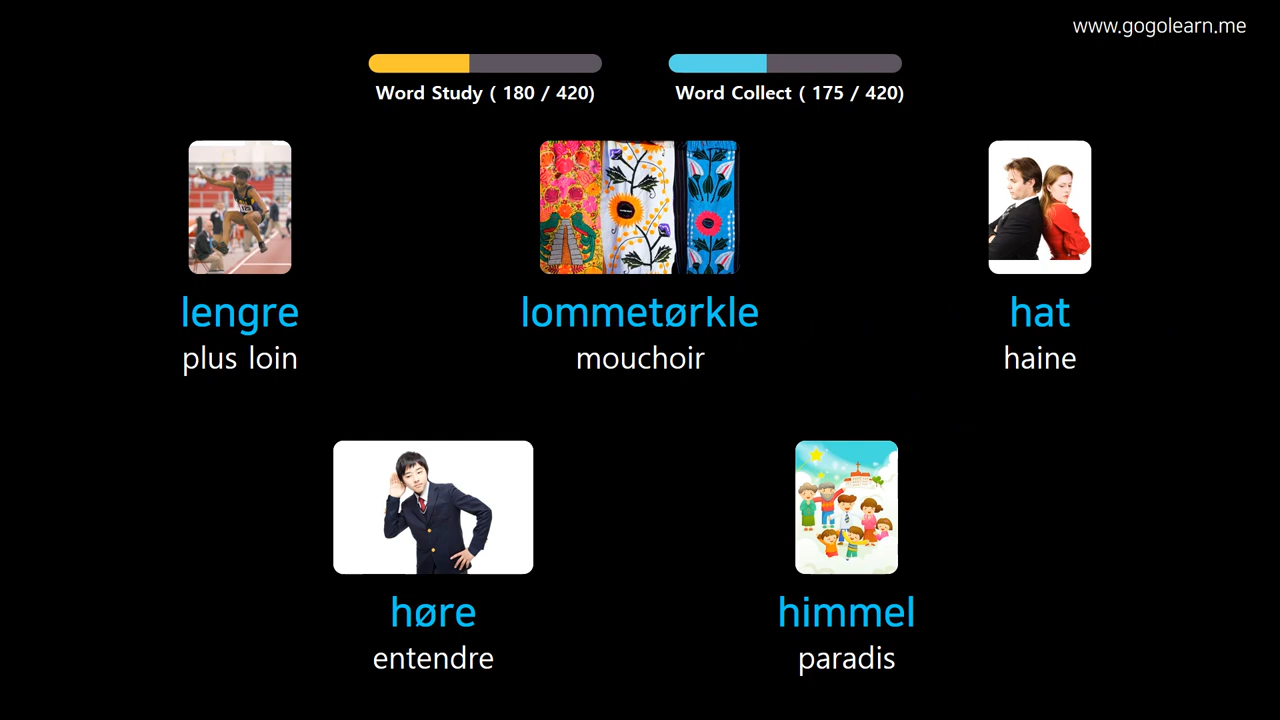 www.gogolearn.me
Word Study ( 180 / 420)
Word Collect ( 175 / 420)
lengre
plus loin
lommetørkle
mouchoir
hat
haine
høre
entendre
himmel
paradis